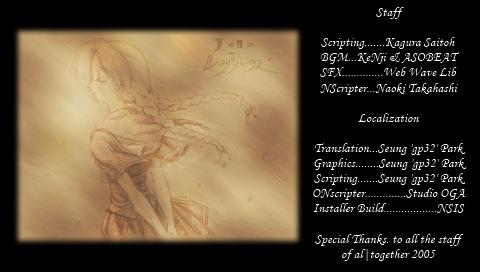 Staff
Scripting.......Kagura Saitoh
BGM...KeNji & ASOBEAT
SFX..............Web Wave Lib
NScripter...Naoki Takahashi
Localization
Translation...Seung 'gp32' Park
Graphics........Seung 'gp32' Park
Scripting.......Seung 'gp32' Park
ONscripter..............Studio OGA
Installer Build..................NSIS
Special Thanks. to all the staff
of al|together 2005